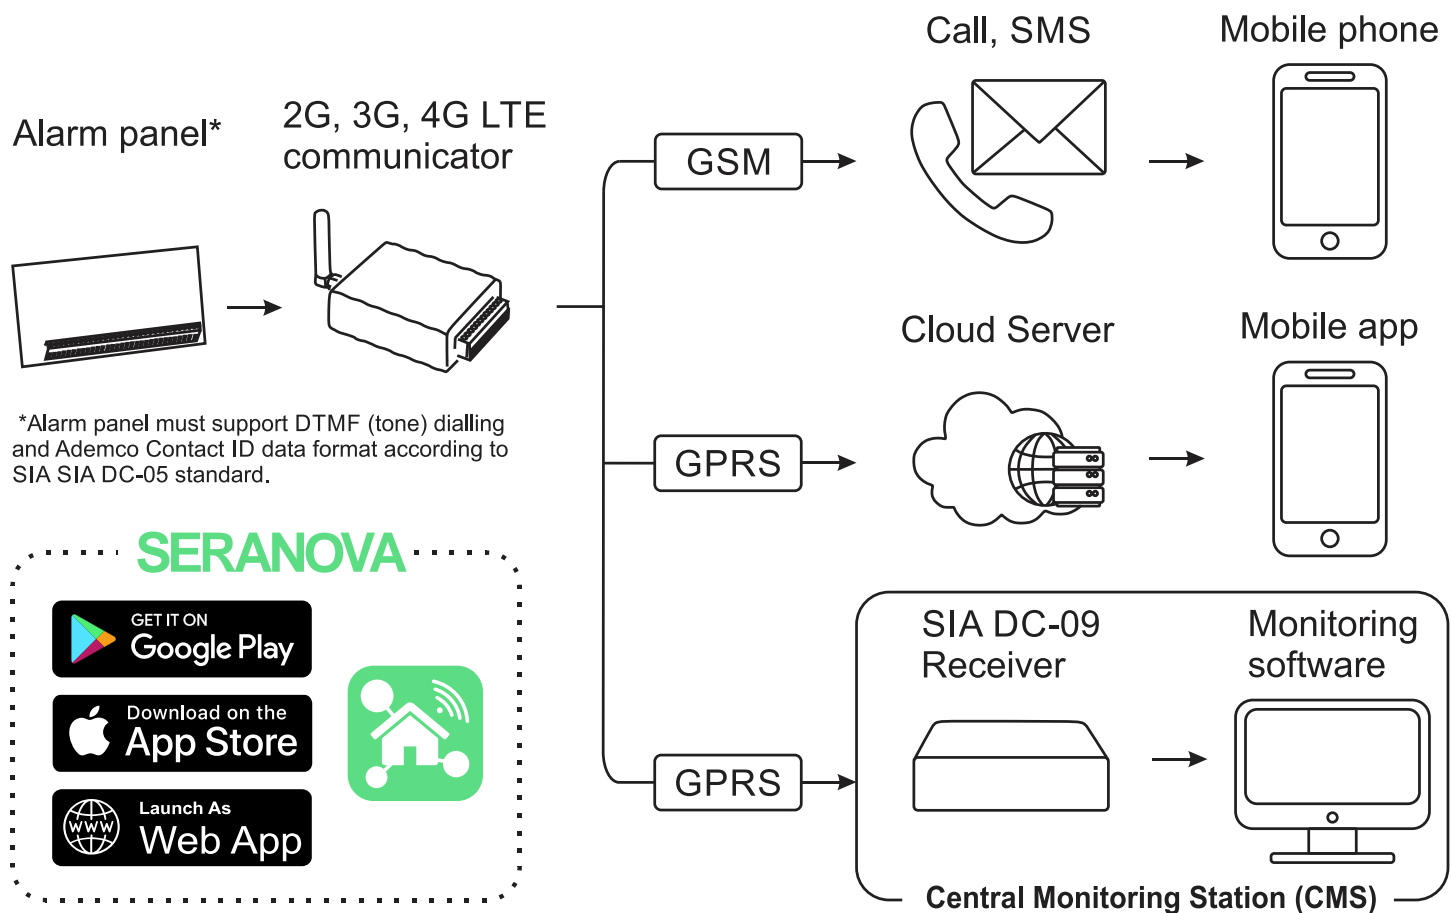 Call, SMS
Mobile phone
Alarm panel*
2G, 3G, 4G LTE
communicator
GSM
Cloud Server
Mobile app
*Alarm panel must support DTMF (tone) dialling
and Ademco Contact ID data format according to
SIA SIA DC-05 standard.
GPRS
SERANOVA
GET IT ON
Google Play
Download on the
App Store
www
Launch As
Web App
SIA DC-09
Receiver
Monitoring
software
GPRS
Central Monitoring Station (CMS)